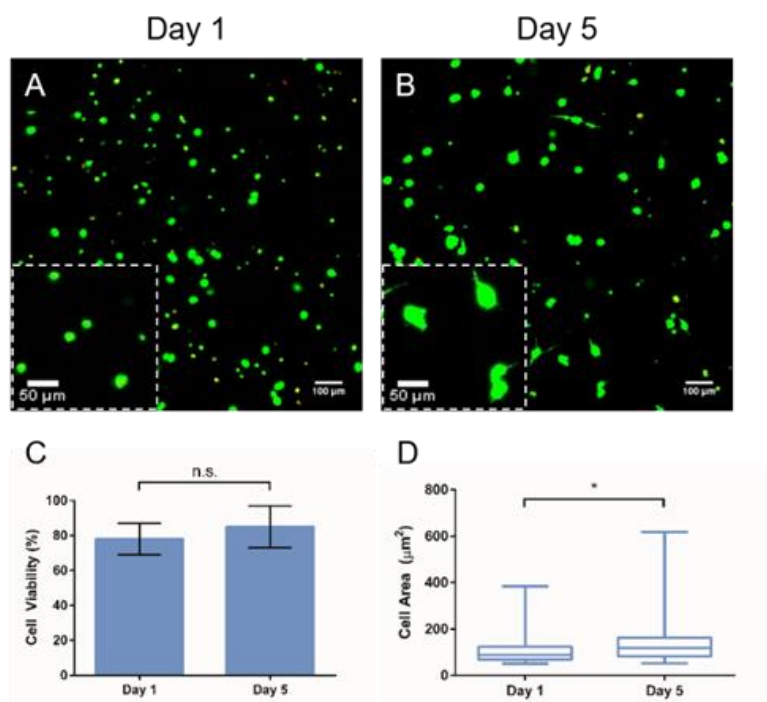 Day 1
Day 5
A
B
50 µm
100 µm
50 µm
100 µm
C
D
n.s.
*
Cell Viability (%)
100
80
60
40
20
0
Day 1
Day 5
Cell Area (µm²)
800
600
400
200
0
Day 1
Day 5